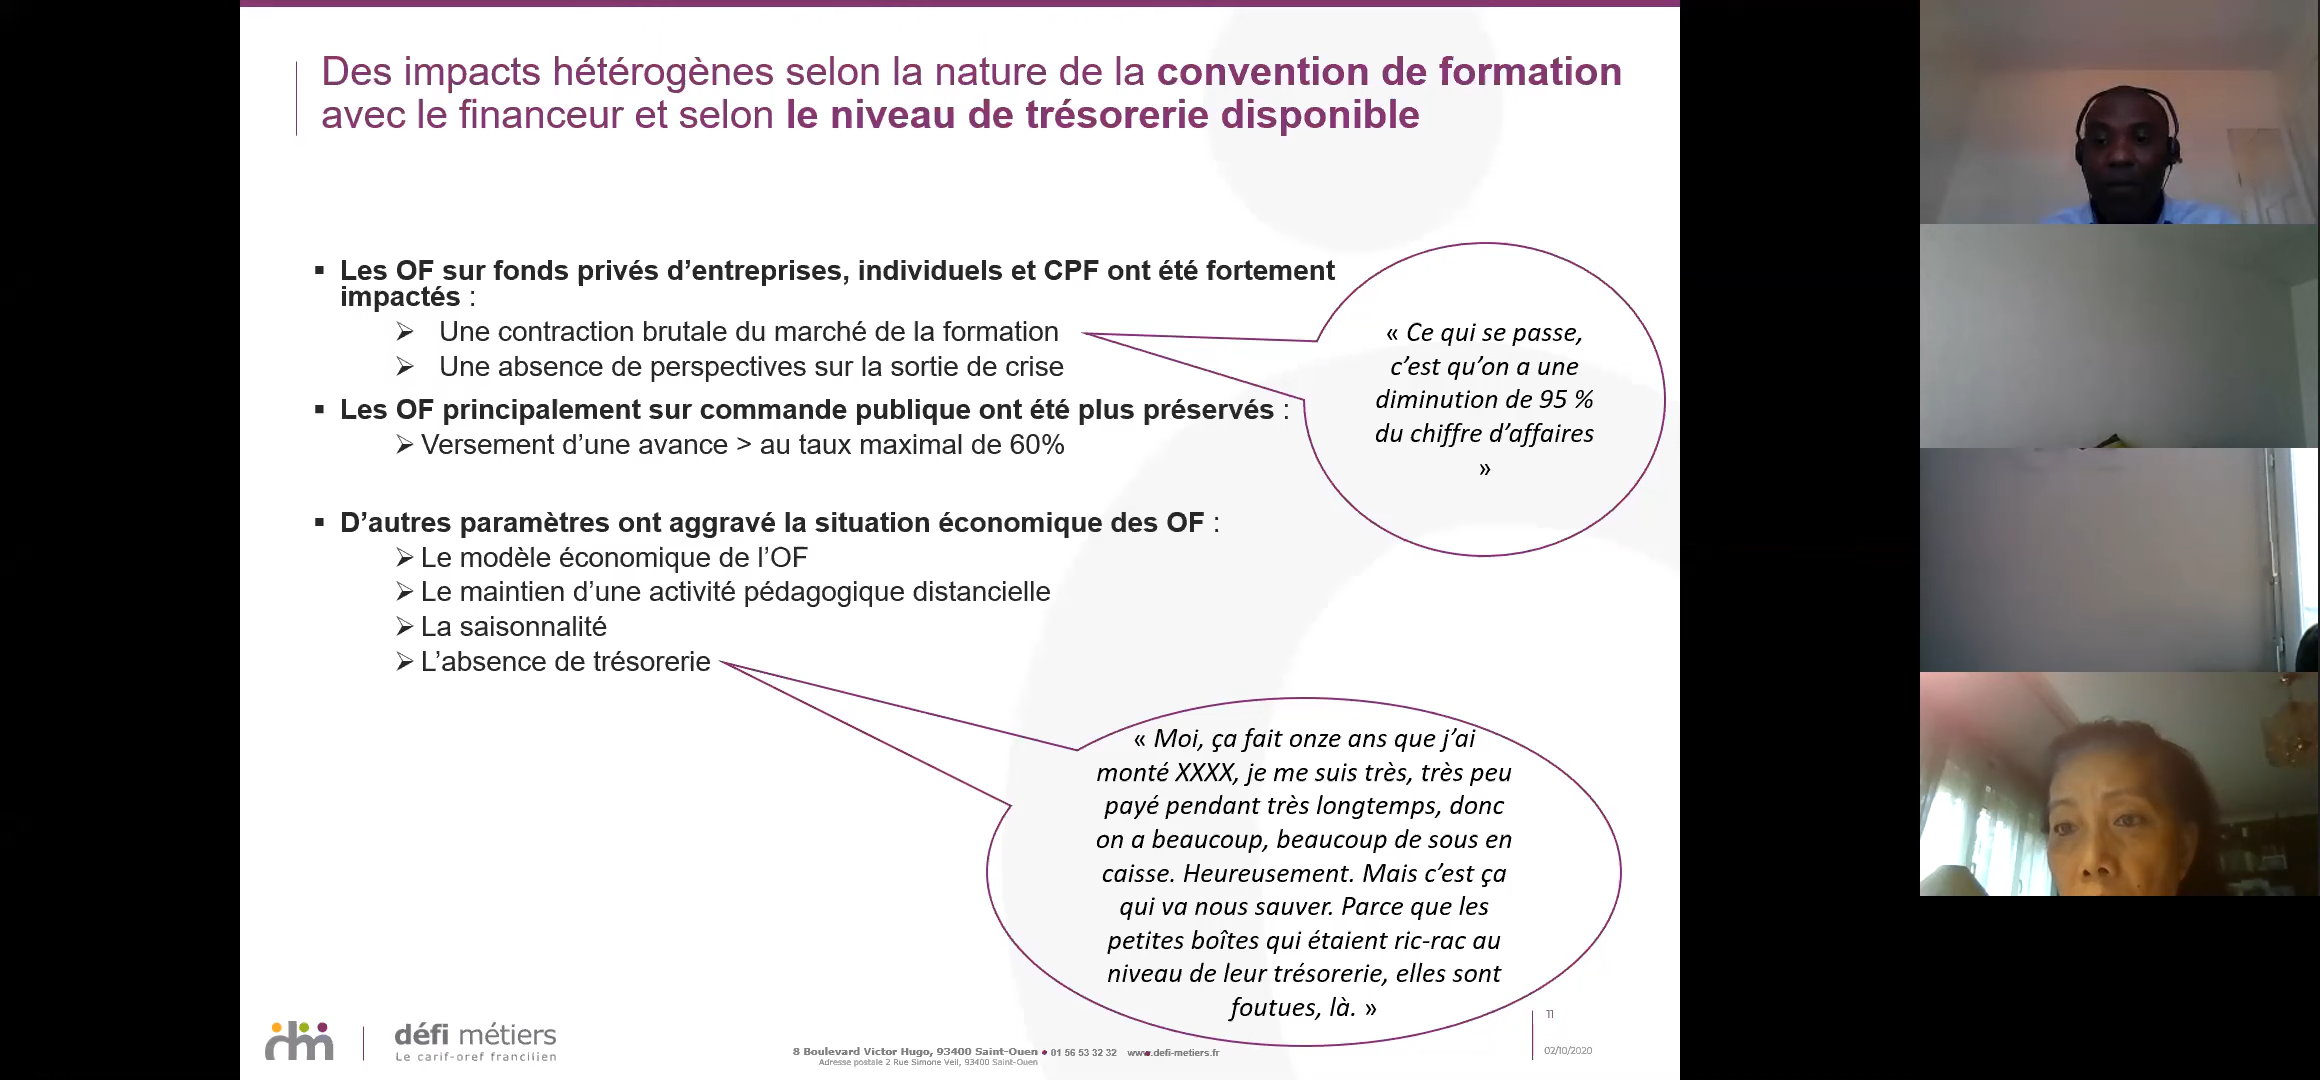 Des impacts hétérogènes selon la nature de la convention de formation
avec le financeur et selon le niveau de trésorerie disponible
▪ Les OF sur fonds privés d’entreprises, individuels et CPF ont été fortement
impactés :
➢ Une contraction brutale du marché de la formation
➢ Une absence de perspectives sur la sortie de crise
▪ Les OF principalement sur commande publique ont été plus préservés :
➢ Versement d’une avance > au taux maximal de 60%
▪ D’autres paramètres ont aggravé la situation économique des OF :
➢ Le modèle économique de l’OF
➢ Le maintien d’une activité pédagogique distancielle
➢ La saisonnalité
➢ L’absence de trésorerie
« Ce qui se passe,
c’est qu’on a une
diminution de 95 %
du chiffre d’affaires
»
« Moi, ça fait onze ans que j’ai
monté XXXX, je me suis très, très peu
payé pendant très longtemps, donc
on a beaucoup, beaucoup de sous en
caisse. Heureusement. Mais c’est ça
qui va nous sauver. Parce que les
petites boîtes qui étaient ric-rac au
niveau de leur trésorerie, elles sont
foutues, là. »
dm
défi métiers
Le carif-oref francilien
8 Boulevard Victor Hugo, 93400 Saint-Ouen • 01 56 53 32 32 www.defi-metiers.fr
Adresse postale 2 Rue Simone Veil, 93400 Saint-Ouen
11
02/10/2020